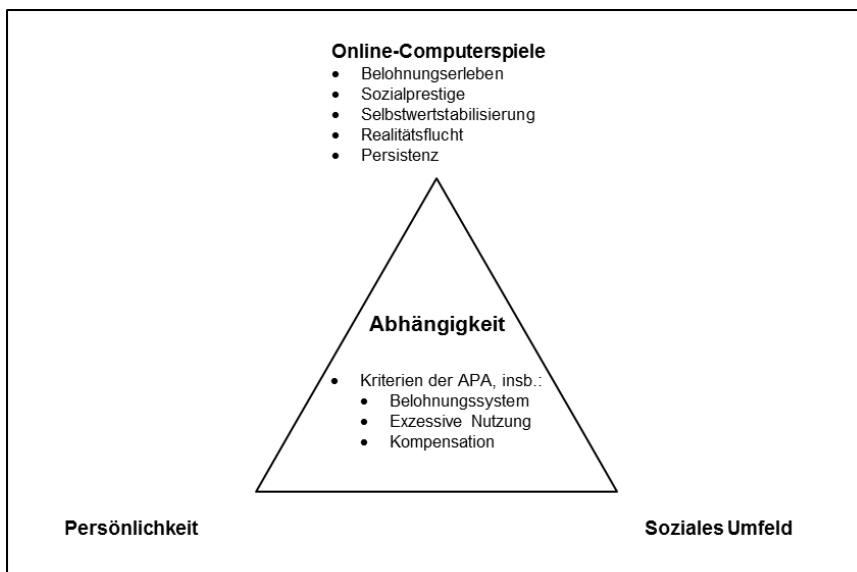 Online-Computerspiele
• Belohnungserleben
• Sozialprestige
• Selbstwertstabilisierung
• Realitätsflucht
• Persistenz
Abhängigkeit
• Kriterien der APA, insb.:
• Belohnungssystem
• Exzessive Nutzung
• Kompensation
Persönlichkeit
Soziales Umfeld